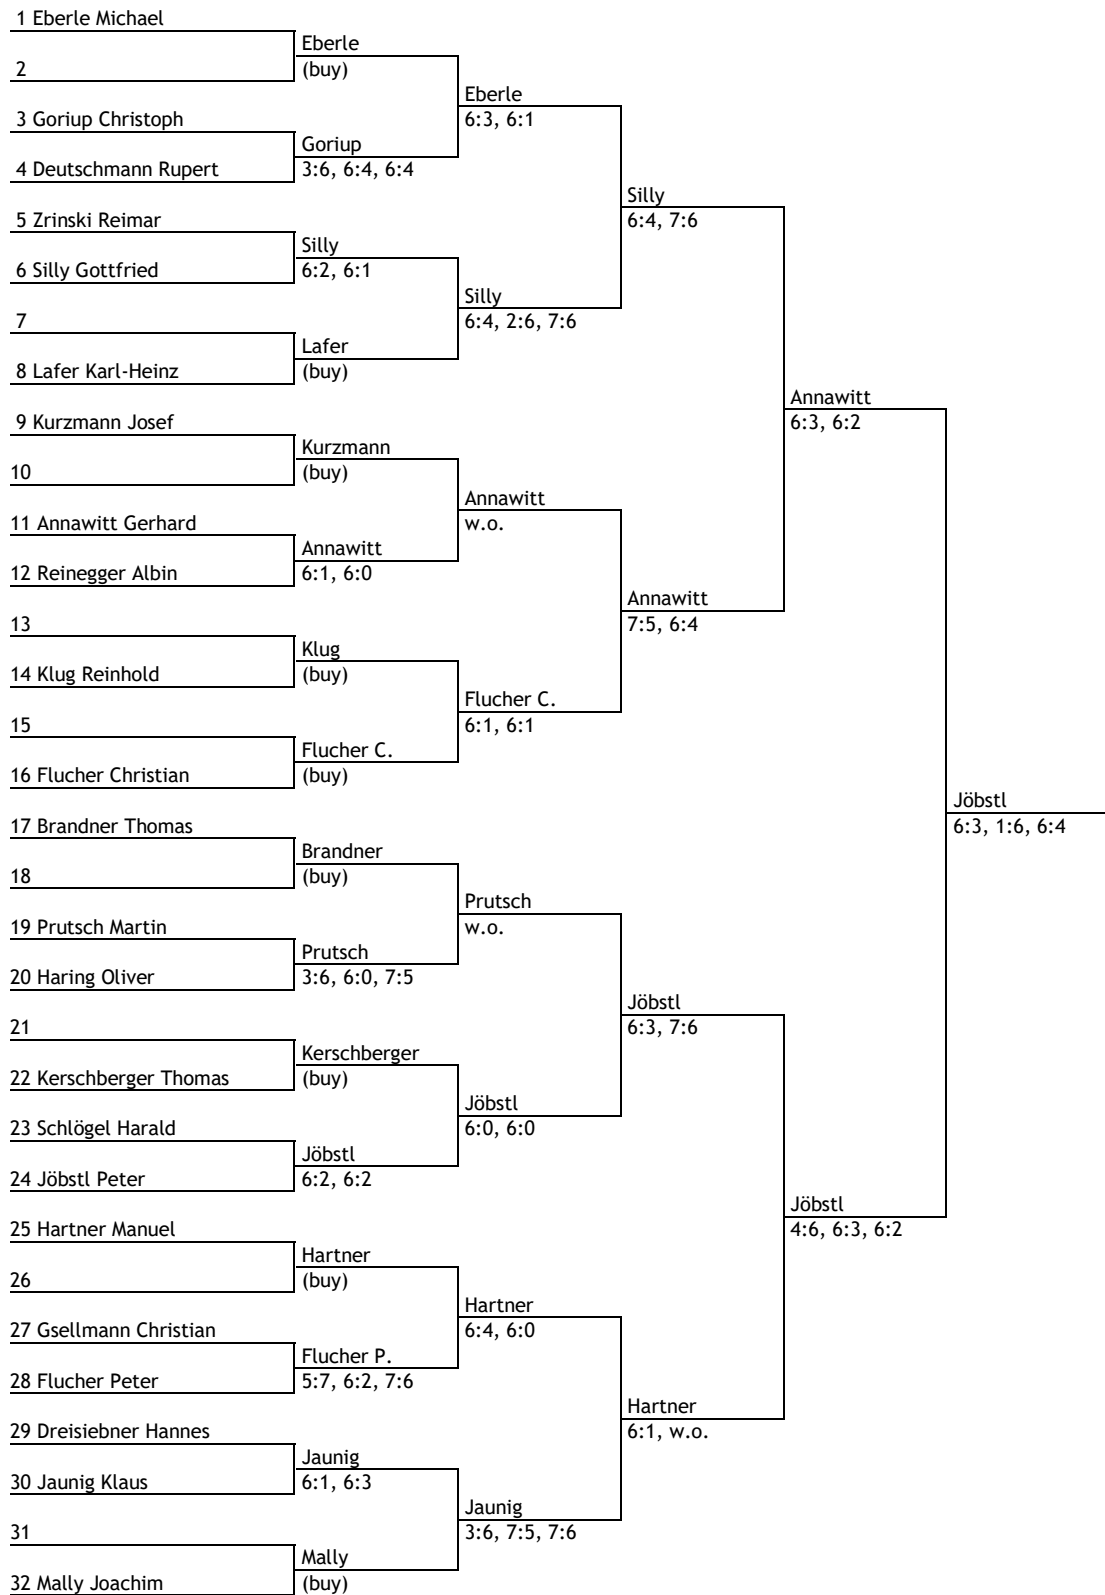 1 Eberle Michael
Eberle
2
(buy)
Eberle
3 Goriup Christoph
6:3, 6:1
Goriup
4 Deutschmann Rupert
3:6, 6:4, 6:4
Silly
5 Zrinski Reimar
6:4, 7:6
Silly
6 Silly Gottfried
6:2, 6:1
Silly
7
6:4, 2:6, 7:6
Lafer
8 Lafer Karl-Heinz
(buy)
Annawitt
9 Kurzmann Josef
6:3, 6:2
Kurzmann
10
(buy)
Annawitt
11 Annawitt Gerhard
w.o.
Annawitt
12 Reinegger Albin
6:1, 6:0
Annawitt
13
7:5, 6:4
Klug
14 Klug Reinhold
(buy)
Flucher C.
15
6:1, 6:1
Flucher C.
16 Flucher Christian
(buy)
Jöbstl
17 Brandner Thomas
6:3, 1:6, 6:4
Brandner
18
(buy)
Prutsch
19 Prutsch Martin
w.o.
Prutsch
20 Haring Oliver
3:6, 6:0, 7:5
Jöbstl
21
6:3, 7:6
Kerschberger
22 Kerschberger Thomas
(buy)
Jöbstl
23 Schlögel Harald
6:0, 6:0
Jöbstl
24 Jöbstl Peter
6:2, 6:2
Jöbstl
25 Hartner Manuel
4:6, 6:3, 6:2
Hartner
26
(buy)
Hartner
27 Gsellmann Christian
6:4, 6:0
Flucher P.
28 Flucher Peter
5:7, 6:2, 7:6
Hartner
29 Dreisiebner Hannes
6:1, w.o.
Jaunig
30 Jaunig Klaus
6:1, 6:3
Jaunig
31
3:6, 7:5, 7:6
Mally
32 Mally Joachim
(buy)